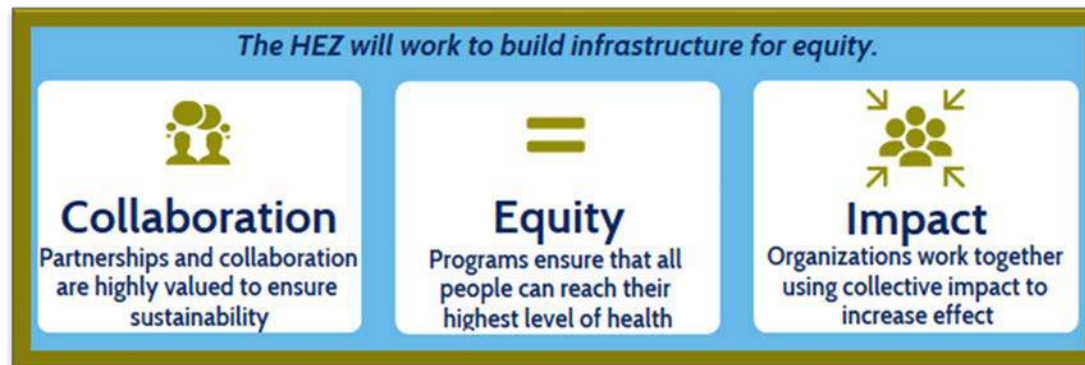 The HEZ will work to build infrastructure for equity.
Collaboration
Partnerships and collaboration
are highly valued to ensure
sustainability
Equity
Programs ensure that all
people can reach their
highest level of health
Impact
Organizations work together
using collective impact to
increase effect